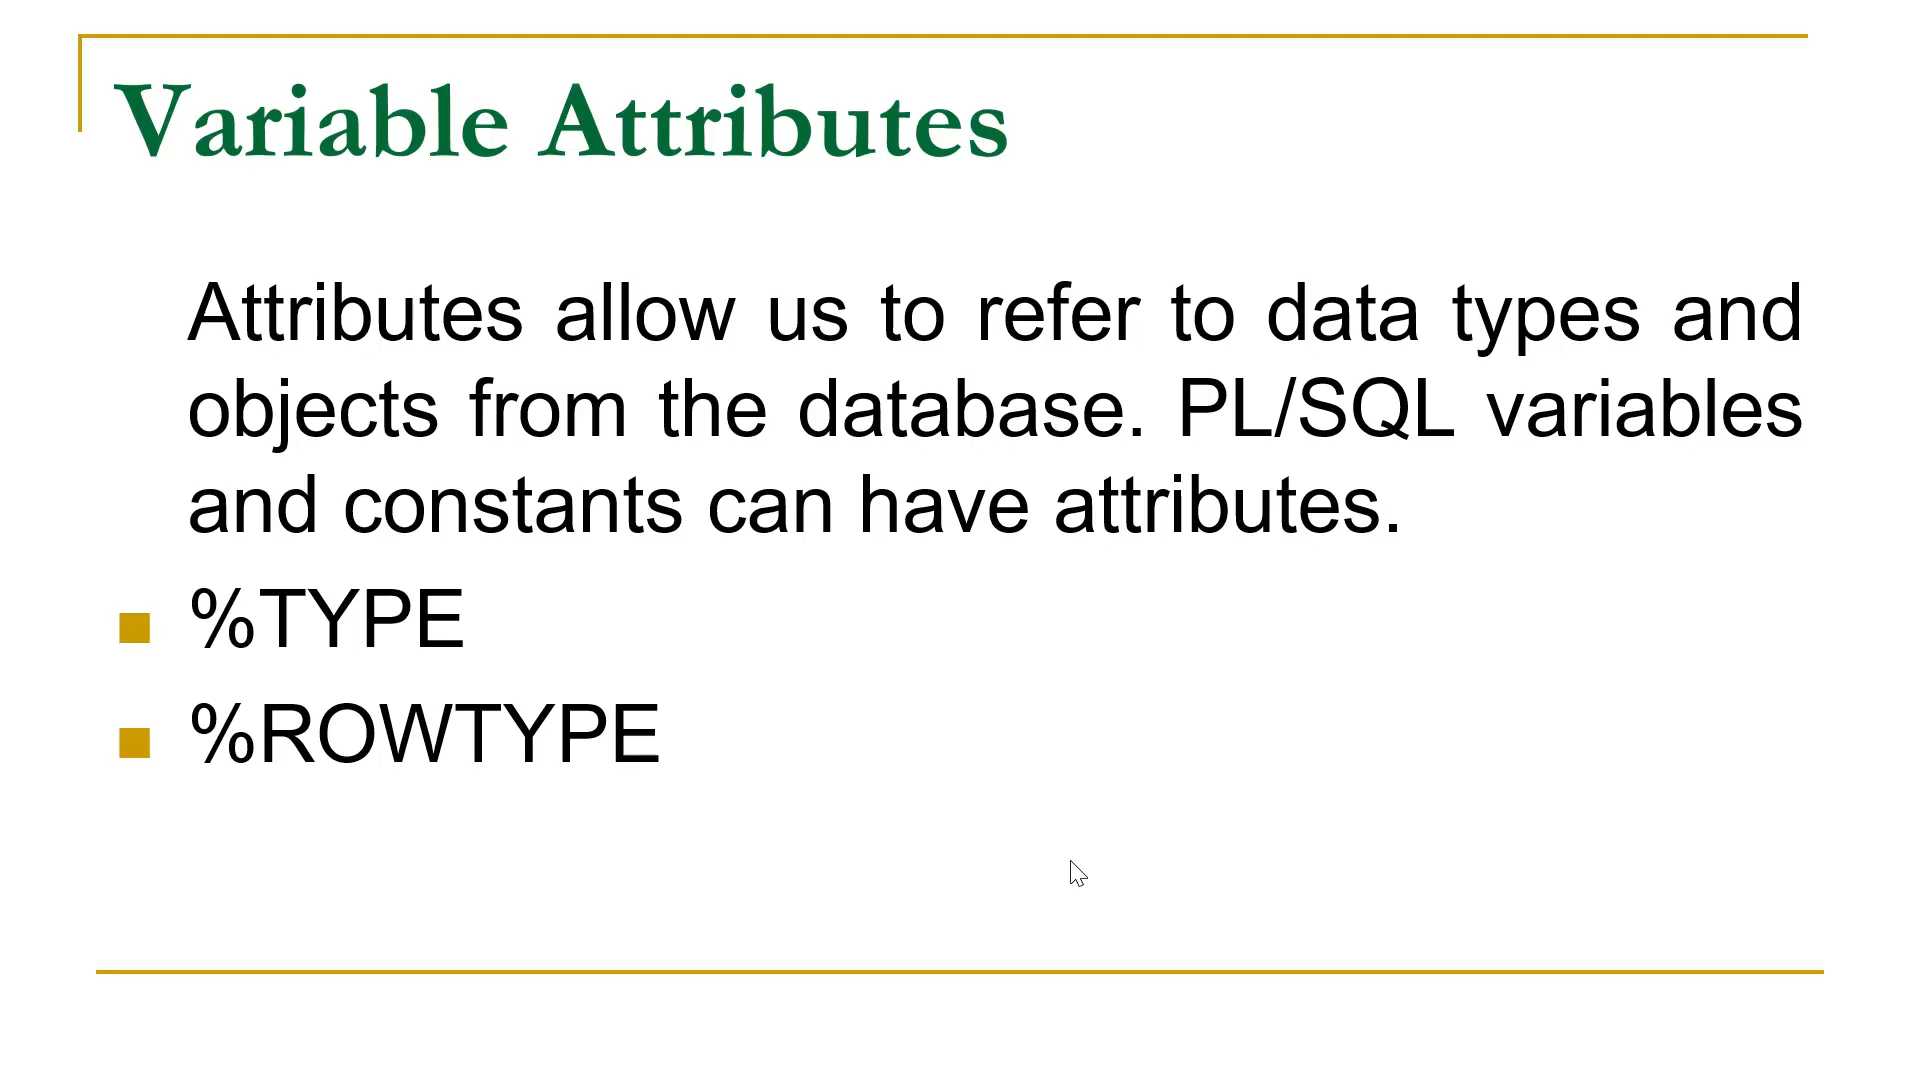 Variable Attributes
Attributes allow us to refer to data types and
objects from the database. PL/SQL variables
and constants can have attributes.
%TYPE
%ROWTYPE